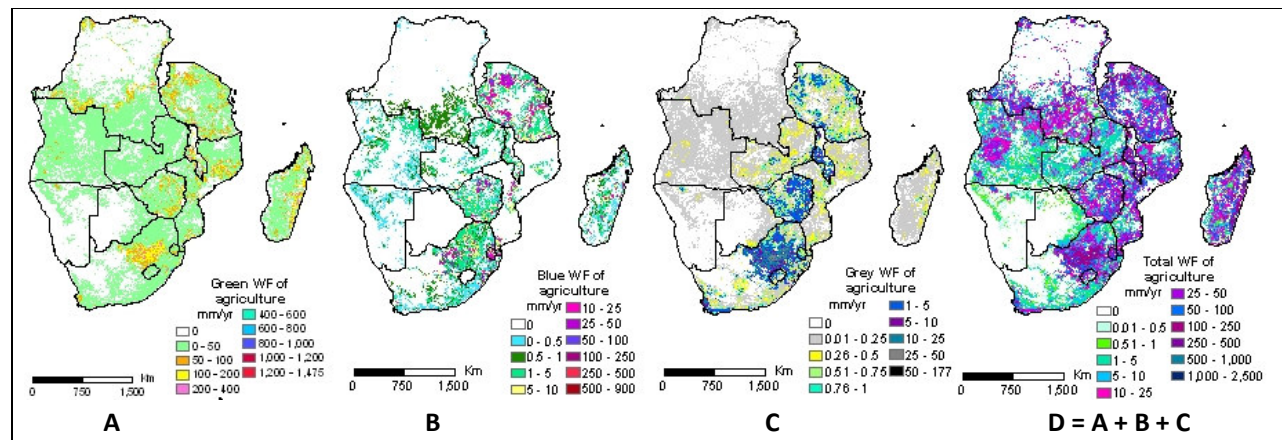 Green WF of
agriculture
mm/yr
0
0-50
50-100
100-200
200-400
400-600
600-800
800-1,000
1,000-1,200
1,200-1,475
Km
0 750 1,500
A
Blue WF of
agriculture
mm/yr
0
0-0.5
0.5-1
1-5
5-10
10-25
25-50
50-100
100-250
250-500
500-900
Km
0 750 1,500
B
Grey WF of
agriculture
mm/yr
0
0.01-0.25
0.26-0.5
0.51-0.75
0.76-1
1-5
5-10
10-25
25-50
50-177
Km
0 750 1,500
C
Total WF of
agriculture
mm/yr
0
0.01-0.5
0.51-1
1-5
5-10
10-25
25-50
50-100
100-250
250-500
500-1,000
1,000-2,500
Km
0 750 1,500
D = A + B + C